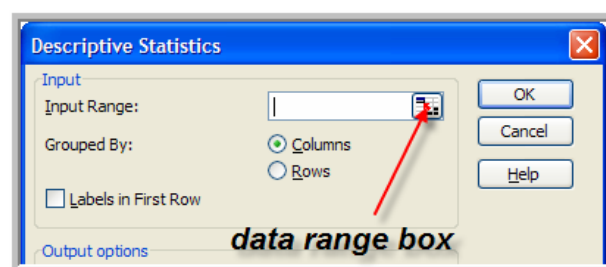 Descriptive Statistics
Input
Input Range:
OK
Grouped By:
Columns
Cancel
Rows
Help
Labels in First Row
data range box
Output options